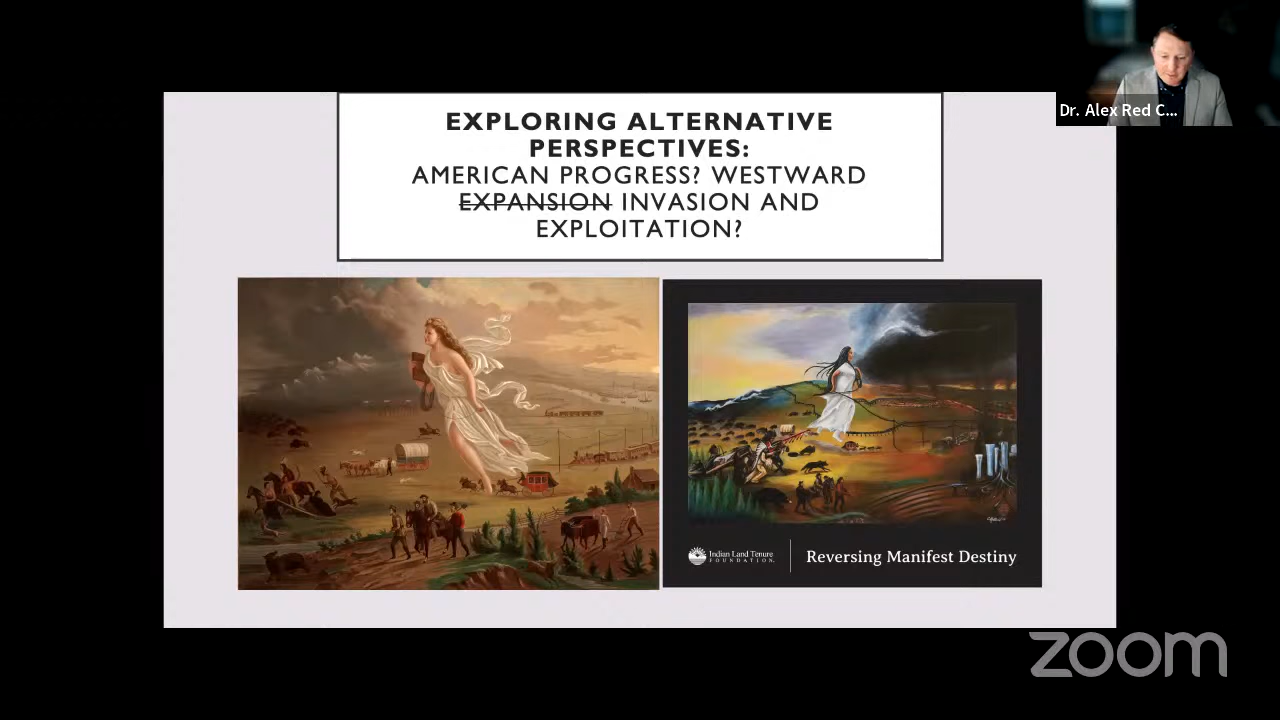 Dr. Alex Red C...
EXPLORING ALTERNATIVE
PERSPECTIVES:
AMERICAN PROGRESS? WESTWARD
EXPANSION INVASION AND
EXPLOITATION?
Indian Land Tenure
FOUNDATION
Reversing Manifest Destiny
zoom